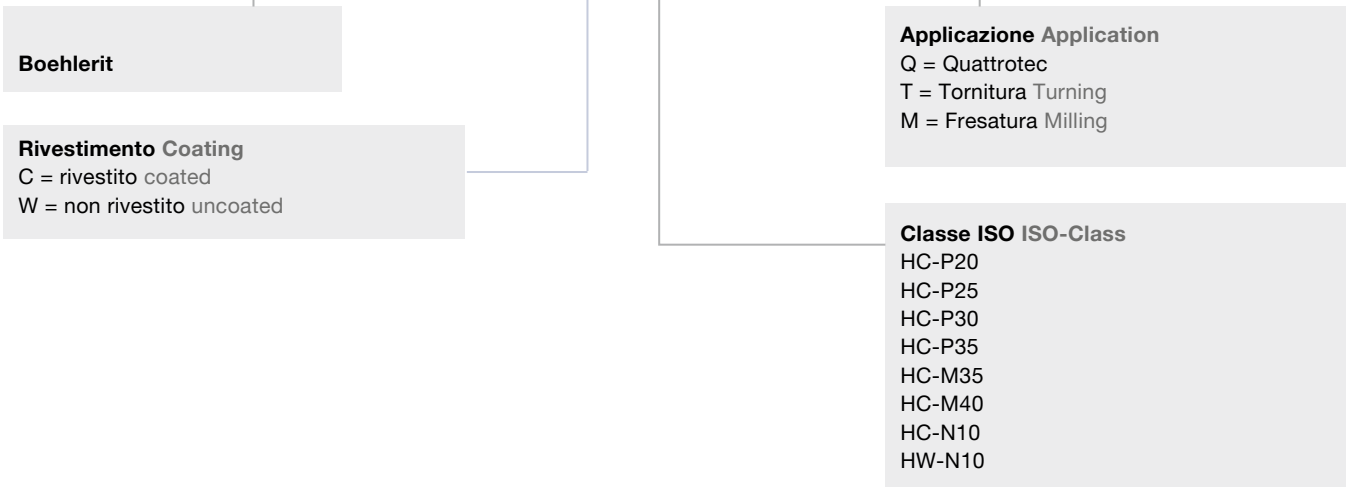 Boehlerit
Rivestimento Coating
C = rivestito coated
W = non rivestito uncoated
Applicazione Application
Q = Quattrotec
T = Tornitura Turning
M = Fresatura Milling
Classe ISO ISO-Class
HC-P20
HC-P25
HC-P30
HC-P35
HC-M35
HC-M40
HC-N10
HW-N10